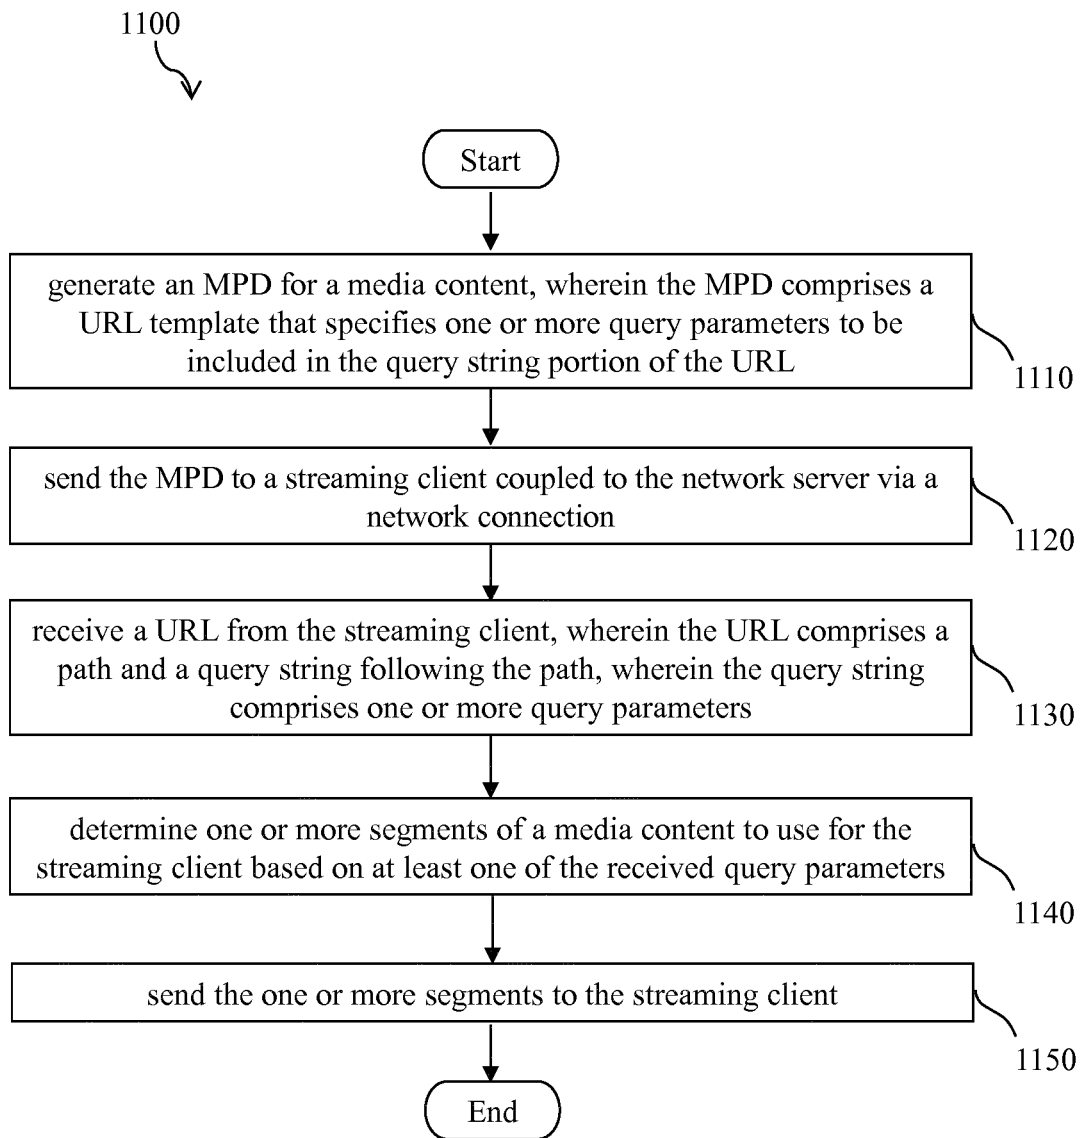 1100
Start
generate an MPD for a media content, wherein the MPD comprises a
URL template that specifies one or more query parameters to be
included in the query string portion of the URL
1110
send the MPD to a streaming client coupled to the network server via a
network connection
1120
receive a URL from the streaming client, wherein the URL comprises a
path and a query string following the path, wherein the query string
comprises one or more query parameters
1130
determine one or more segments of a media content to use for the
streaming client based on at least one of the received query parameters
1140
send the one or more segments to the streaming client
1150
End